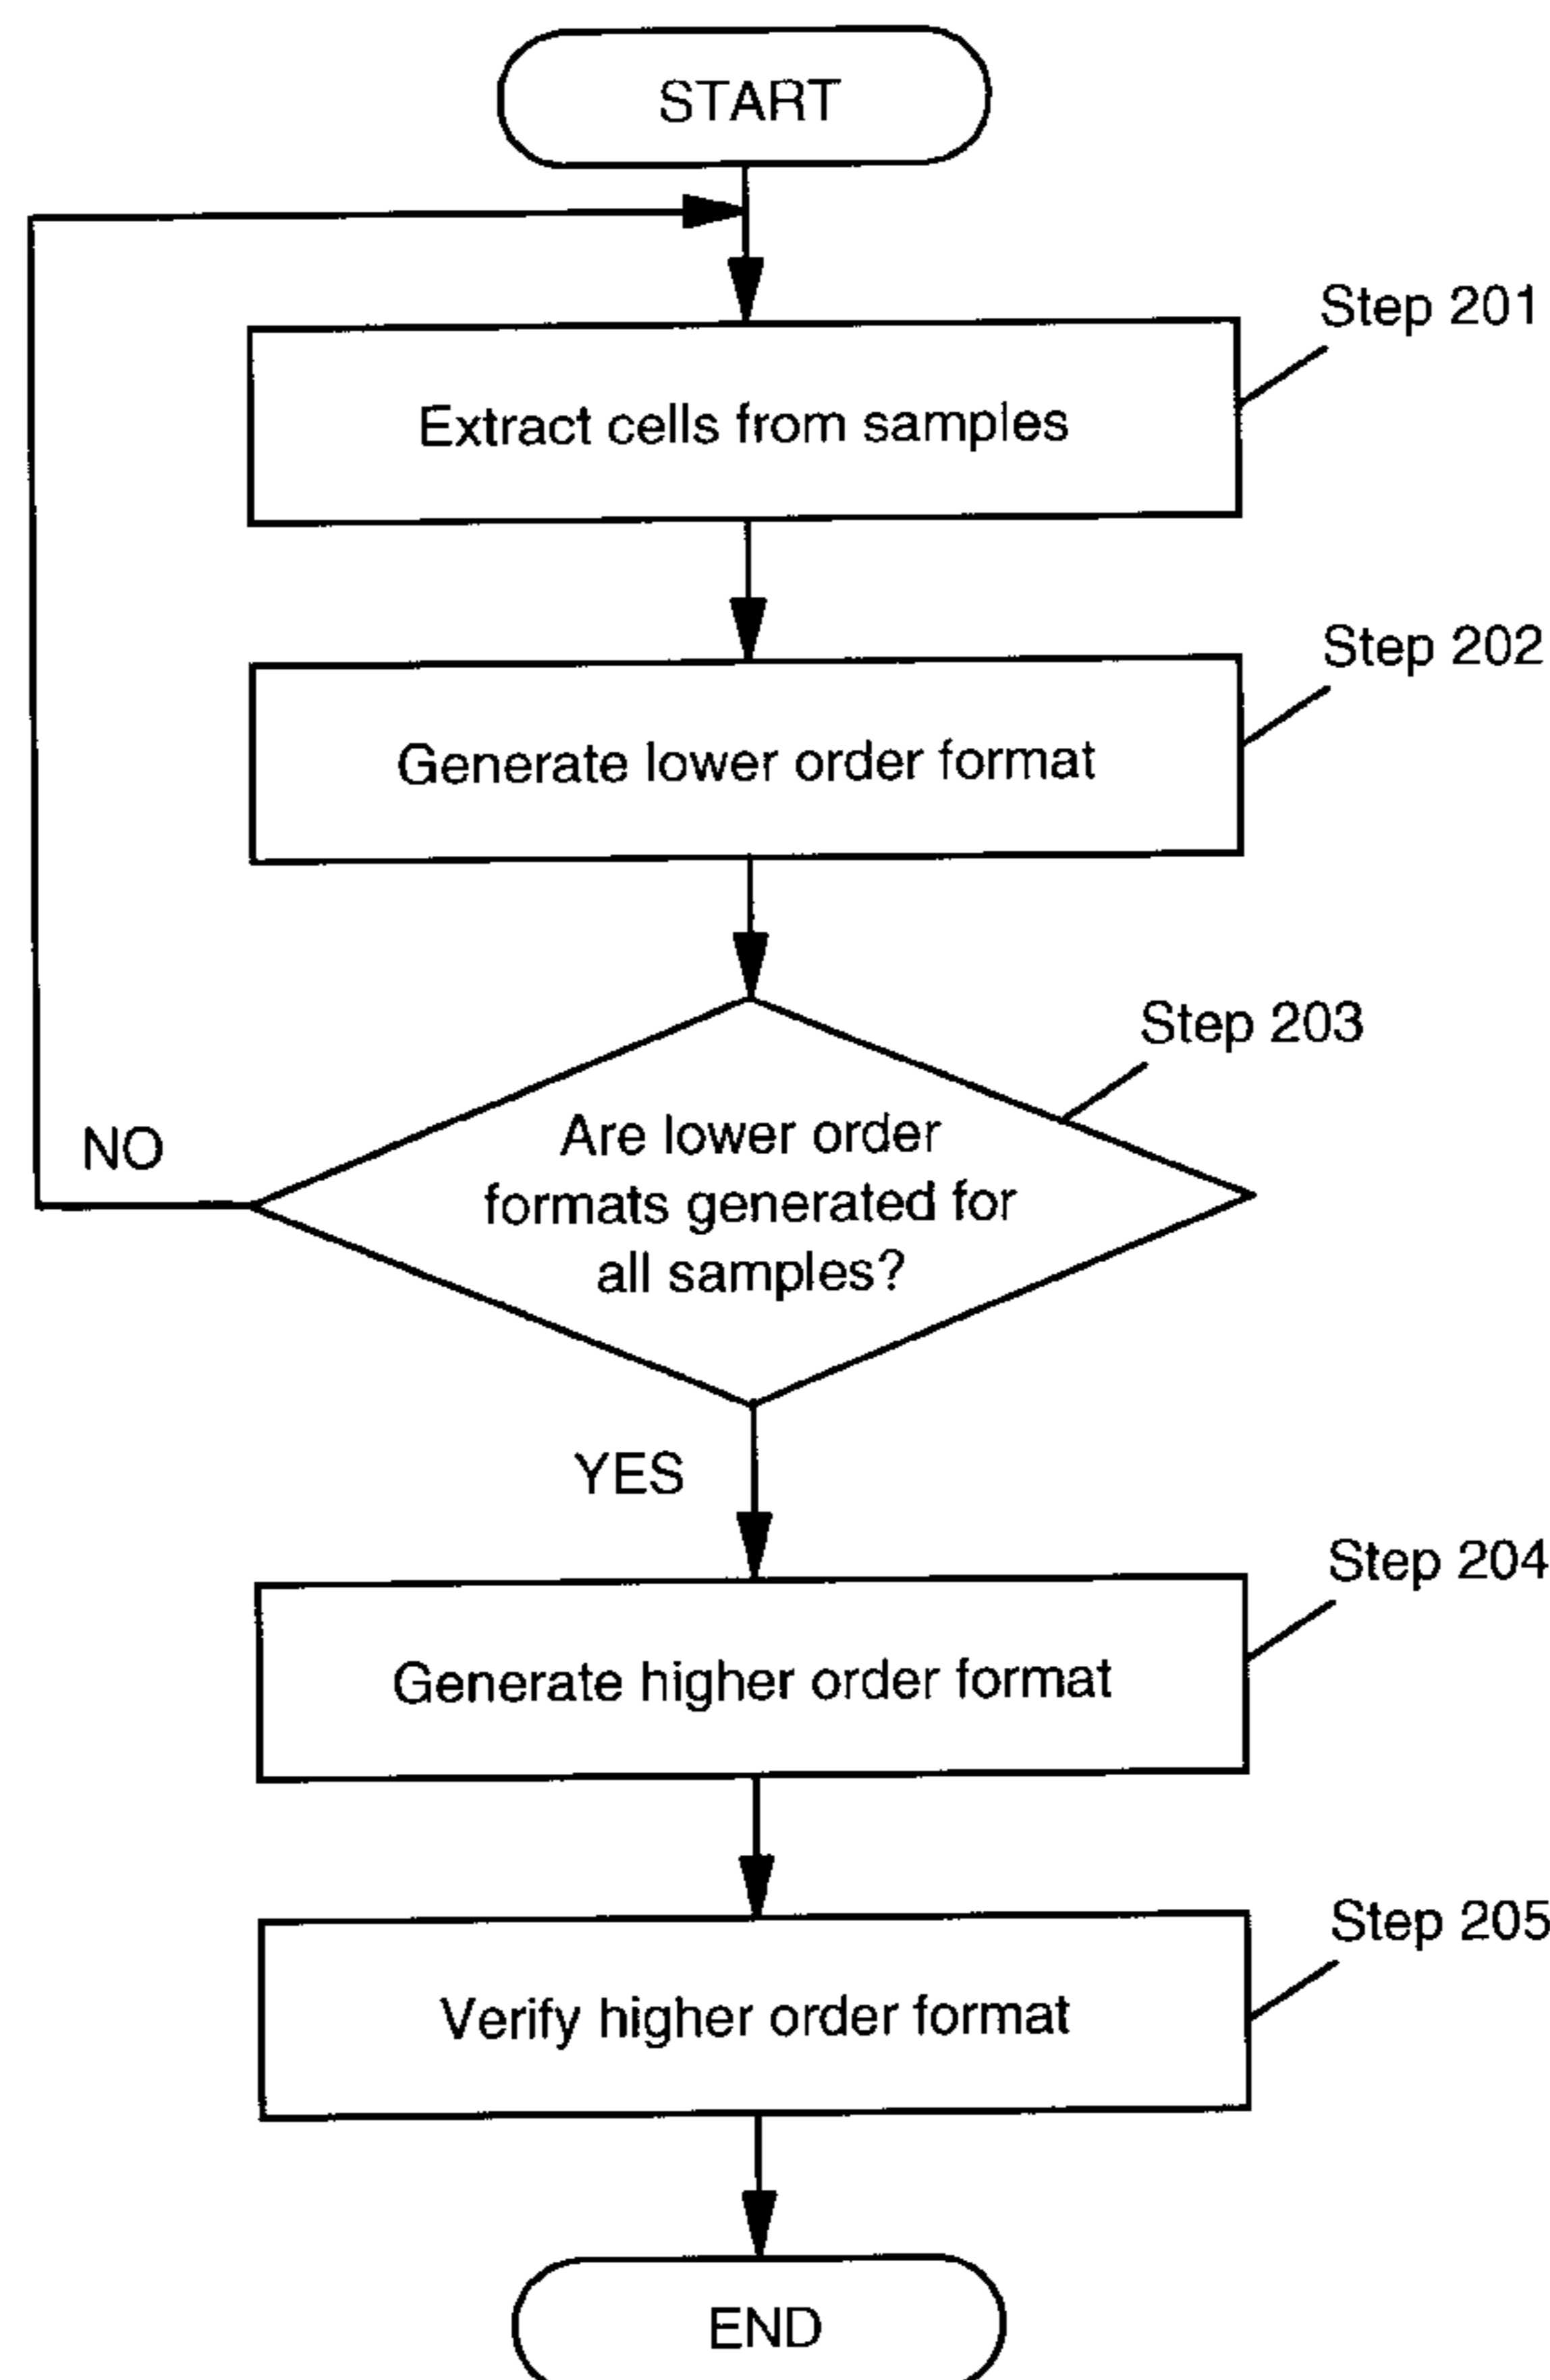 START
Step 201
Extract cells from samples
Step 202
Generate lower order format
Step 203
Are lower order
formats generated for
all samples?
NO
YES
Step 204
Generate higher order format
Step 205
Verify higher order format
END